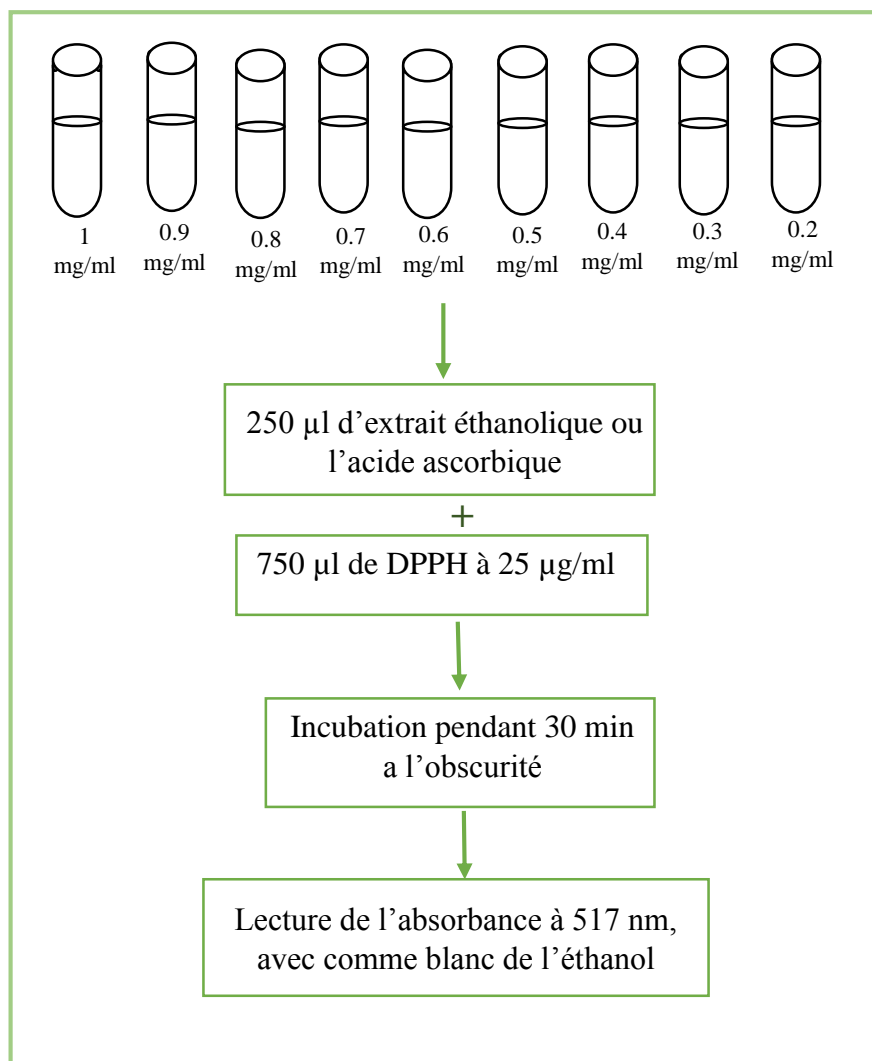 1 0.9 0.8 0.7 0.6 0.5 0.4 0.3 0.2
mg/ml mg/ml mg/ml mg/ml mg/ml mg/ml mg/ml mg/ml mg/ml
250 µl d’extrait éthanolique ou
l’acide ascorbique
+
750 µl de DPPH à 25 µg/ml
Incubation pendant 30 min
a l’obscurité
Lecture de l’absorbance à 517 nm,
avec comme blanc de l’éthanol